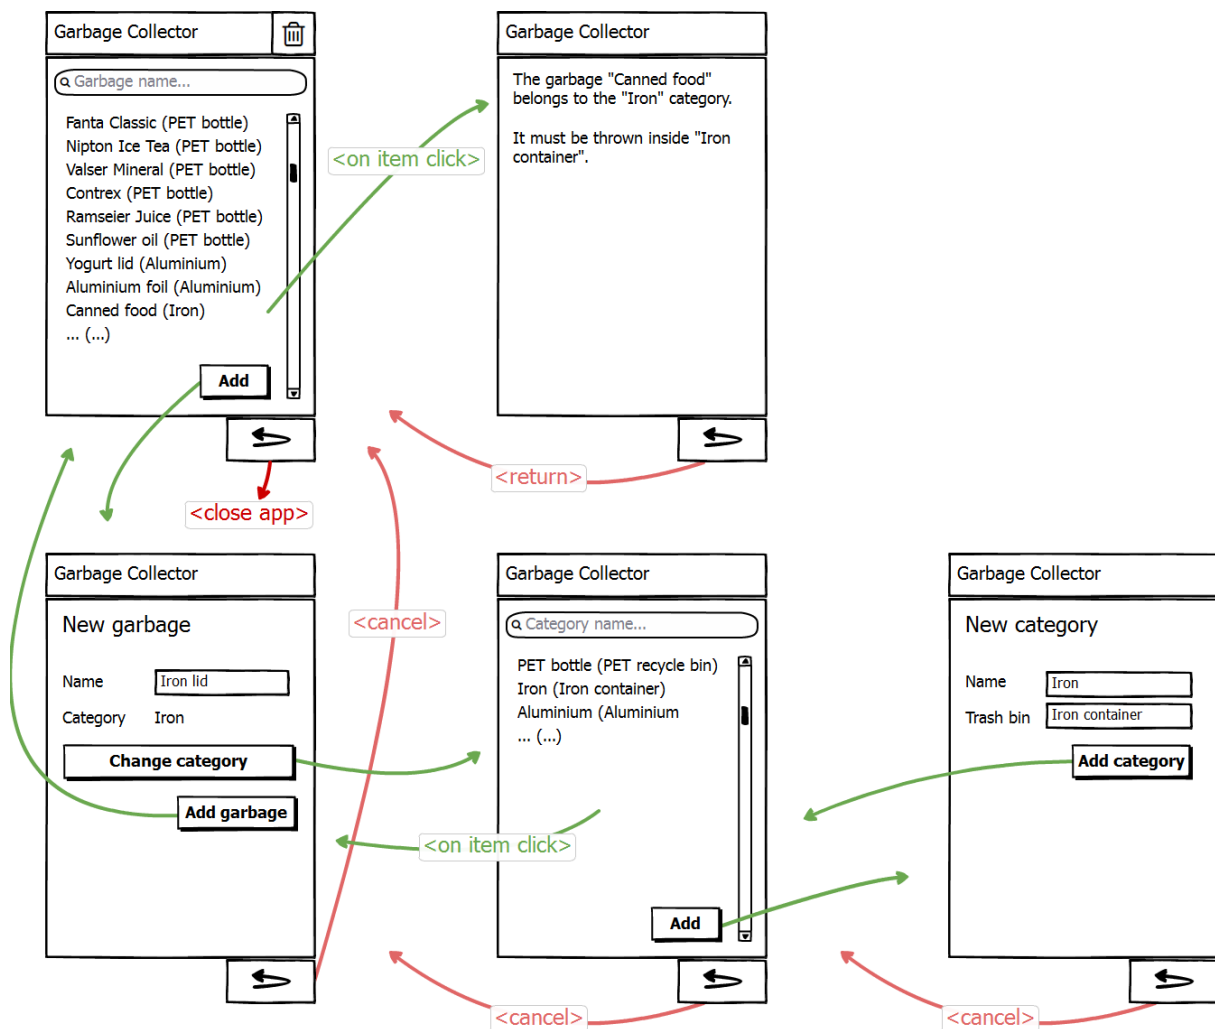 Garbage Collector
Garbage name...
Fanta Classic (PET bottle)
Nipton Ice Tea (PET bottle)
Valser Mineral (PET bottle)
Contrex (PET bottle)
Ramseier Juice (PET bottle)
Sunflower oil (PET bottle)
Yogurt lid (Aluminium)
Aluminium foil (Aluminium)
Canned food (Iron)
... (...)
Add
<close app>
<on item click>
Garbage Collector
The garbage "Canned food"
belongs to the "Iron" category.
It must be thrown inside "Iron
container".
<return>
Garbage Collector
New garbage
Name
Iron lid
Category
Iron
Change category
Add garbage
<cancel>
Garbage Collector
Category name...
PET bottle (PET recycle bin)
Iron (Iron container)
Aluminium (Aluminium
... (...)
<on item click>
Add
<cancel>
Garbage Collector
New category
Name
Iron
Trash bin
Iron container
Add category
<cancel>